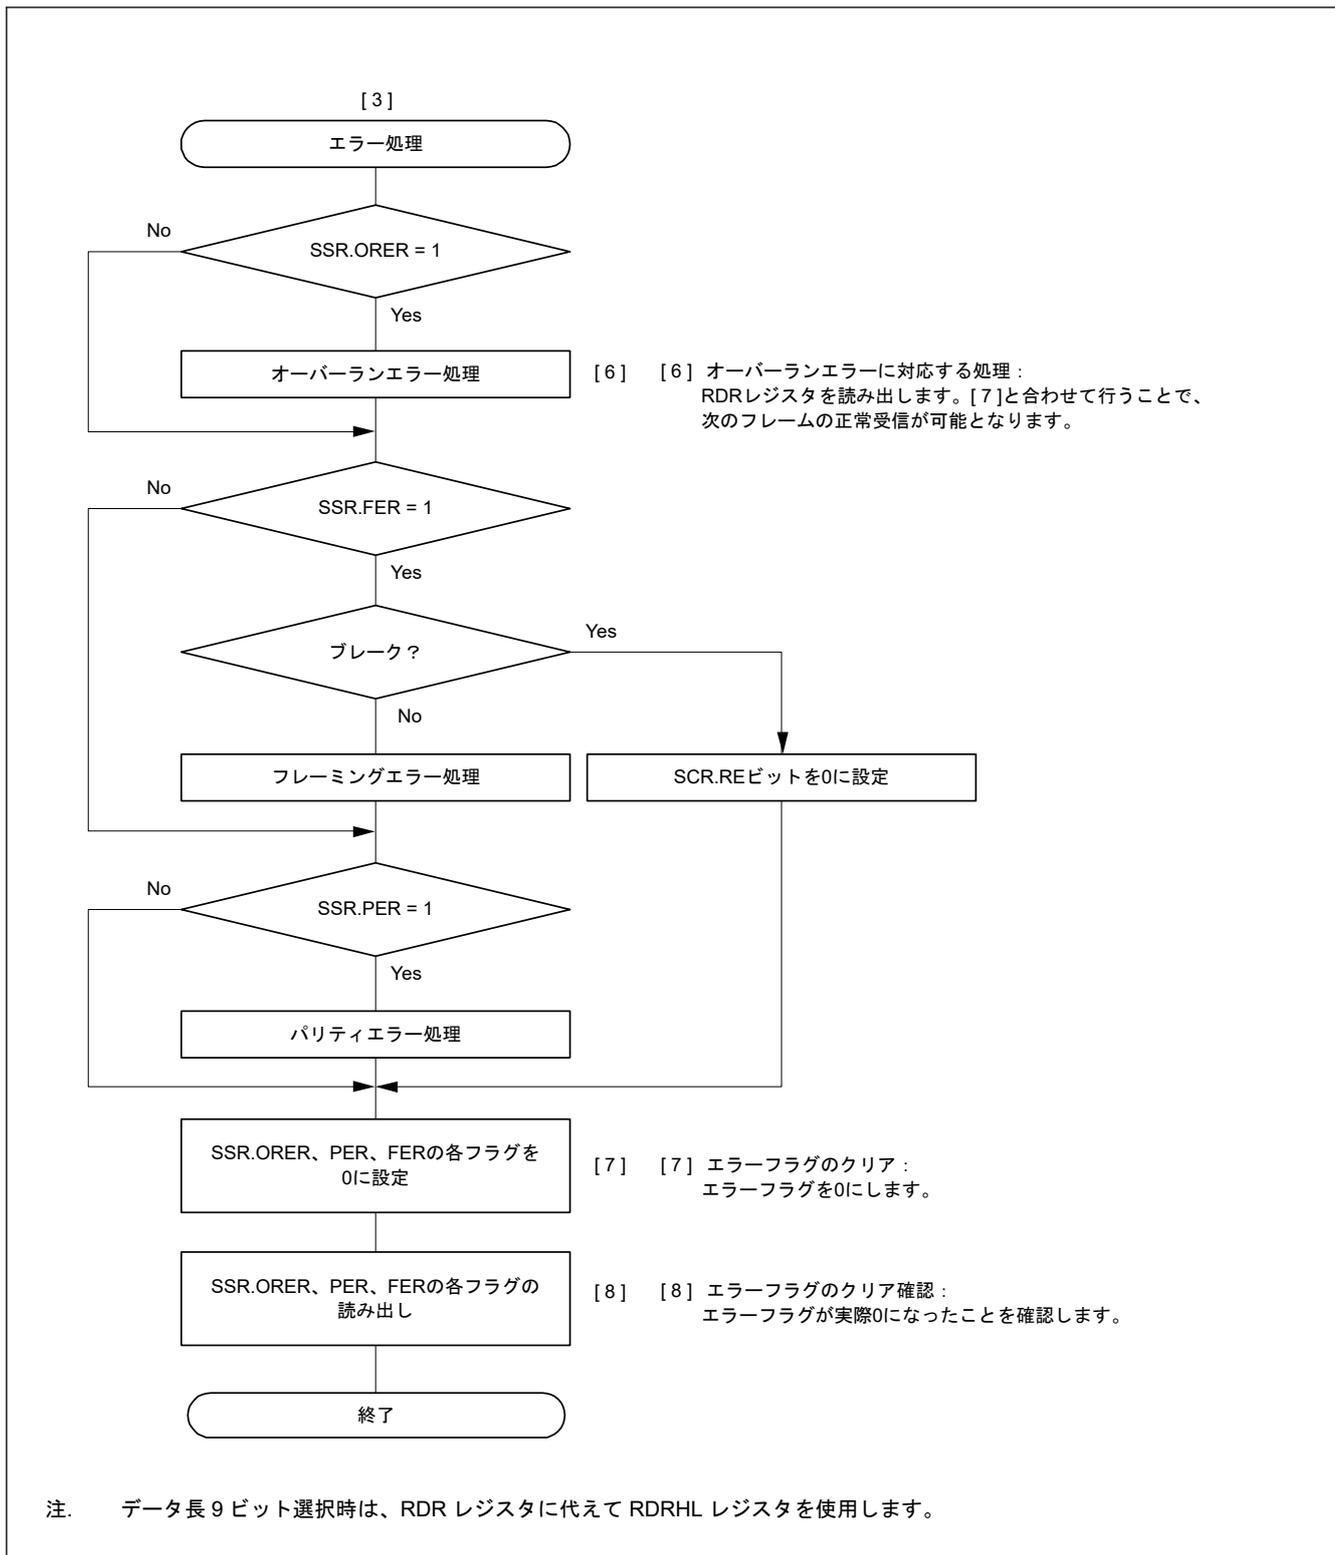 [ 3 ]
エラー処理
No
SSR.ORER = 1
Yes
オーバーランエラー処理
[ 6 ]
[ 6 ] オーバーランエラーに対応する処理：
RDRレジスタを読み出します。[ 7 ]と合わせて行うことで、
次のフレームの正常受信が可能となります。
No
SSR.FER = 1
Yes
ブレーク？
Yes
No
フレーミングエラー処理
SCR.REビットを0に設定
No
SSR.PER = 1
Yes
パリティエラー処理
SSR.ORER、PER、FERの各フラグを
0に設定
[ 7 ]
[ 7 ] エラーフラグのクリア：
エラーフラグを0にします。
SSR.ORER、PER、FERの各フラグの
読み出し
[ 8 ]
[ 8 ] エラーフラグのクリア確認：
エラーフラグが実際0になったことを確認します。
終了
注. データ長 9 ビット選択時は、RDR レジスタに代えて RDRHL レジスタを使用します。